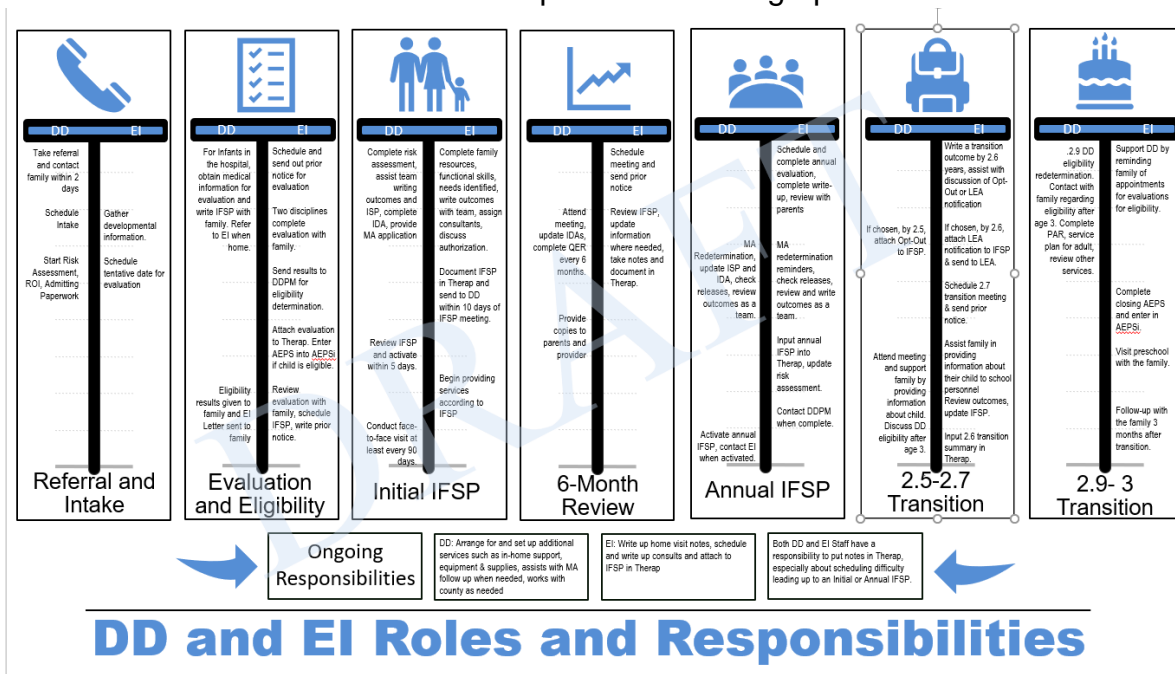 DD EI
Take referral
and contact
family within 2
days
Schedule
Intake
Start Risk
Assessment,
ROI, Admitting
Paperwork
Gather
developmental
information.
Schedule
tentative date for
evaluation
Referral and
Intake
DD EI
For Infants in
the hospital,
obtain medical
information for
evaluation and
write IFSP with
family. Refer
to EI when
home.
Eligibility
results given to
family and EI
Letter sent to
family
Schedule and
send out prior
notice for
evaluation
Two disciplines
complete
evaluation with
family.
Send results to
DDPM for
eligibility
determination.
Attach evaluation
to Therap. Enter
AEPS into AEPSi
if child is eligible.
Review
evaluation with
family, schedule
IFSP, write prior
notice.
Evaluation
and Eligibility
DD EI
Complete risk
assessment,
assist team
writing
outcomes and
ISP, complete
IDA, provide
MA application
Review IFSP
and activate
within 5 days.
Conduct face-
to-face visit at
least every 90
days.
Complete family
resources,
functional skills,
needs identified,
write outcomes
with team, assign
consultants,
discuss
authorization.
Document IFSP
in Therap and
send to DD
within 10 days of
IFSP meeting.
Begin providing
services
according to
IFSP
Initial IFSP
DD EI
Attend
meeting,
update IDAs,
complete QER
every 6
months.
Provide
copies to
parents and
provider
Schedule
meeting and
send prior
notice
Review IFSP,
update
information
where needed,
take notes and
document in
Therap.
6-Month
Review
DD EI
MA
Redetermination,
update ISP and
IDA, check
releases, review
outcomes as a
team.
Activate annual
IFSP, contact EI
when activated.
Schedule and
complete annual
evaluation,
complete write-
up, review with
parents
MA
redetermination
reminders,
check releases,
review and write
outcomes as a
team.
Input annual
IFSP into
Therap, update
risk
assessment.
Contact DDPM
when complete.
Annual IFSP
DD EI
If chosen, by 2.5,
attach Opt-Out
to IFSP.
Attend meeting
and support
family by
providing
information
about child.
Discuss DD
eligibility after
age 3.
Write a transition
outcome by 2.6
years, assist with
discussion of Opt-
Out or LEA
notification
If chosen, by 2.6,
attach LEA
notification to IFSP
& send to LEA.
Schedule 2.7
transition meeting
& send prior
notice.
Assist family in
providing
information about
their child to school
personnel
Review outcomes,
update IFSP.
Input 2.6 transition
summary in
Therap.
2.5-2.7
Transition
DD EI
.2.9 DD
eligibility
redetermination.
Contact with
family regarding
eligibility after
age 3. Complete
PAR, service
plan for adult,
review other
services.
Support DD by
reminding
family of
appointments
for evaluations
for eligibility.
Complete
closing AEPS
and enter in
AEPSi.
Visit preschool
with the family.
Follow-up with
the family 3
months after
transition.
2.9- 3
Transition
DRAFT
Ongoing
Responsibilities
DD: Arrange for and set up additional
services such as in-home support,
equipment & supplies, assists with MA
follow up when needed, works with
county as needed
EI: Write up home visit notes, schedule
and write up consults and attach to
IFSP in Therap
Both DD and EI Staff have a
responsibility to put notes in Therap,
especially about scheduling difficulty
leading up to an Initial or Annual IFSP.
DD and EI Roles and Responsibilities